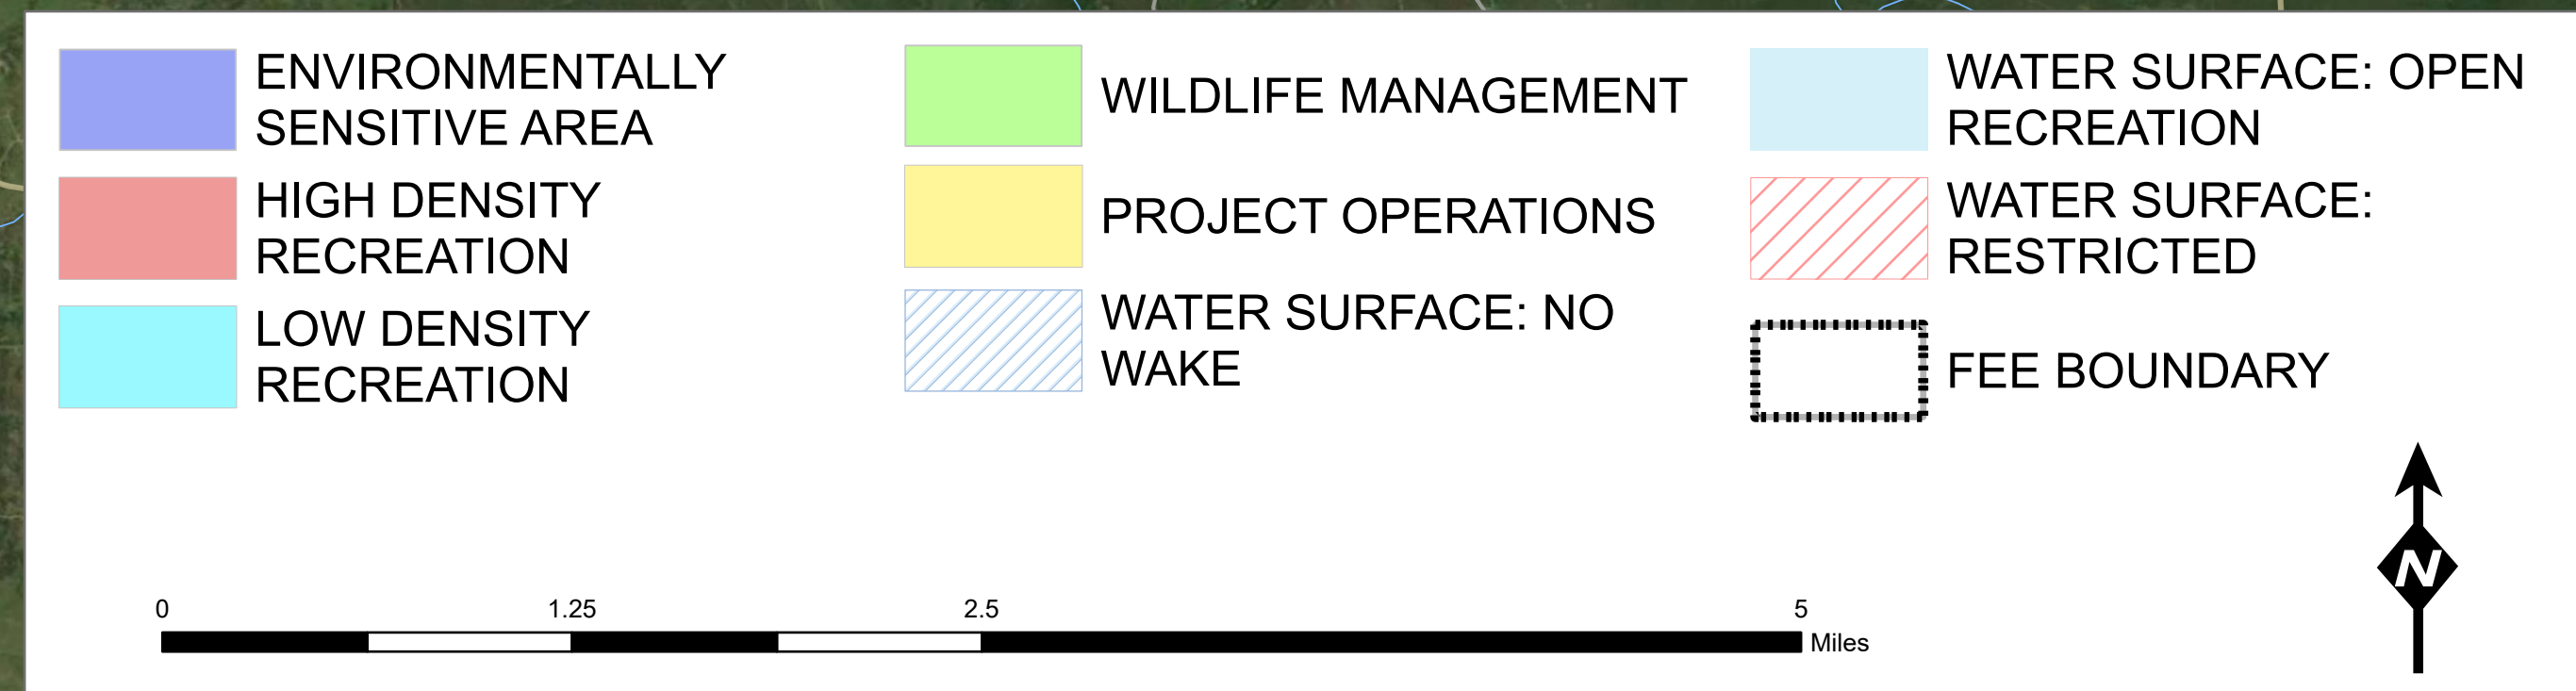 ENVIRONMENTALLY
SENSITIVE AREA
HIGH DENSITY
RECREATION
LOW DENSITY
RECREATION
WILDLIFE MANAGEMENT
PROJECT OPERATIONS
WATER SURFACE: NO
WAKE
WATER SURFACE: OPEN
RECREATION
WATER SURFACE:
RESTRICTED
FEE BOUNDARY
N
0 1.25 2.5 5
Miles